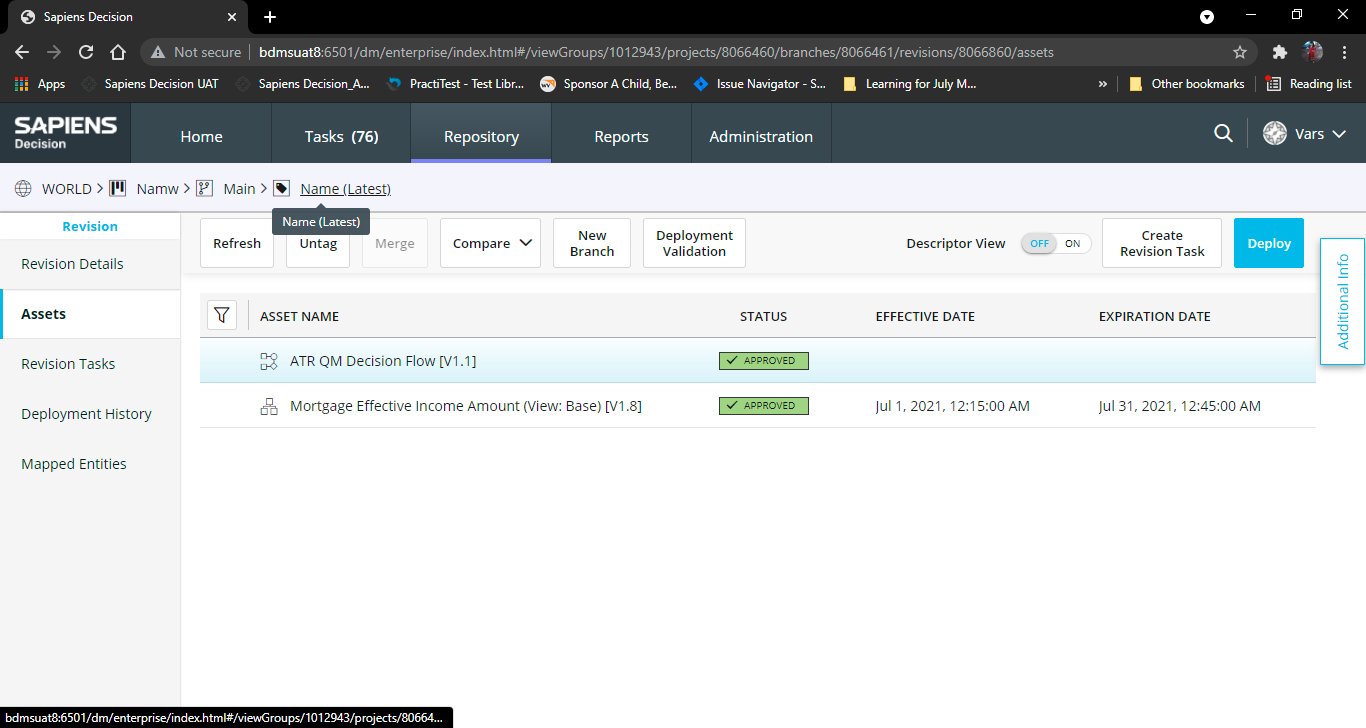 Sapiens Decision
Not secure bdmsuat8:6501/dm/enterprise/index.html#/viewGroups/1012943/projects/8066460/branches/8066461/revisions/8066860/assets
Apps Sapiens Decision UAT Sapiens Decision_A... PractiTest - Test Libr... Sponsor A Child, Be... Issue Navigator - S... Learning for July M... » Other bookmarks Reading list
SAPIENS
Decision
Home Tasks (76) Repository Reports Administration Vars
WORLD > Namw > Main > Name (Latest)
Name (Latest)
Revision
Revision Details
Assets
Revision Tasks
Deployment History
Mapped Entities
Refresh Untag Merge Compare New Branch Deployment Validation Descriptor View OFF ON Create Revision Task Deploy
Additional Info
ASSET NAME STATUS EFFECTIVE DATE EXPIRATION DATE
ATR QM Decision Flow [V1.1] APPROVED
Mortgage Effective Income Amount (View: Base) [V1.8] APPROVED Jul 1, 2021, 12:15:00 AM Jul 31, 2021, 12:45:00 AM
bdmsuat8:6501/dm/enterprise/index.html#/viewGroups/1012943/projects/80664...